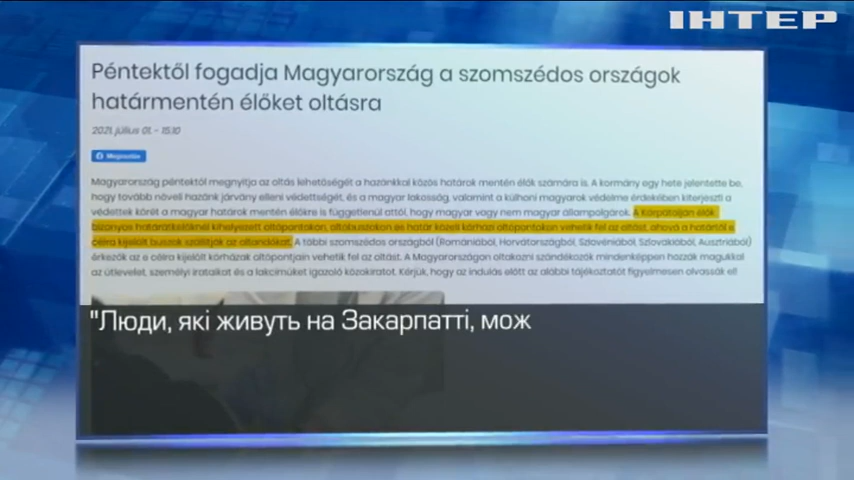 ІНТЕР
Péntektől fogadja Magyarország a szomszédos országok
határmentén élőket oltásra
2021. július 01. - 15:10
Megosztás
Magyarország péntektől megnyitja az oltás lehetőségét a hazánkkal közös határok mentén élők számára is. A kormány egy hete jelentette be,
hogy tovább növeli hazánk járvány elleni védettségét, és a magyar lakosság, valamint a külhoni magyarok védelme érdekében kiterjeszti a
védettek körét a magyar határok mentén élőkre is függetlenül attól, hogy magyar vagy nem magyar állampolgárok. A Kárpátalján élők
bizonyos határátkelőknél kihelyezett oltópontokon, oltóbuszokon és határ közeli kórházi oltópontokon vehetik fel az oltást, ahová a határtól e
célra kijelölt buszok szállítják az oltandókat. A többi szomszédos országból (Romániából, Horvátországból, Szlovéniából, Szlovákiából, Ausztriából)
érkezők az e célra kijelölt kórházak oltópontjain vehetik fel az oltást. A Magyarországon oltakozni szándékozók mindenképpen hozzák magukkal
az útlevelet, személyi irataikat és a lakcímüket igazoló közokiratot. Kérjük, hogy az indulás előtt az alábbi tájékoztatót figyelmesen olvassák el!
"Люди, які живуть на Закарпатті, мож